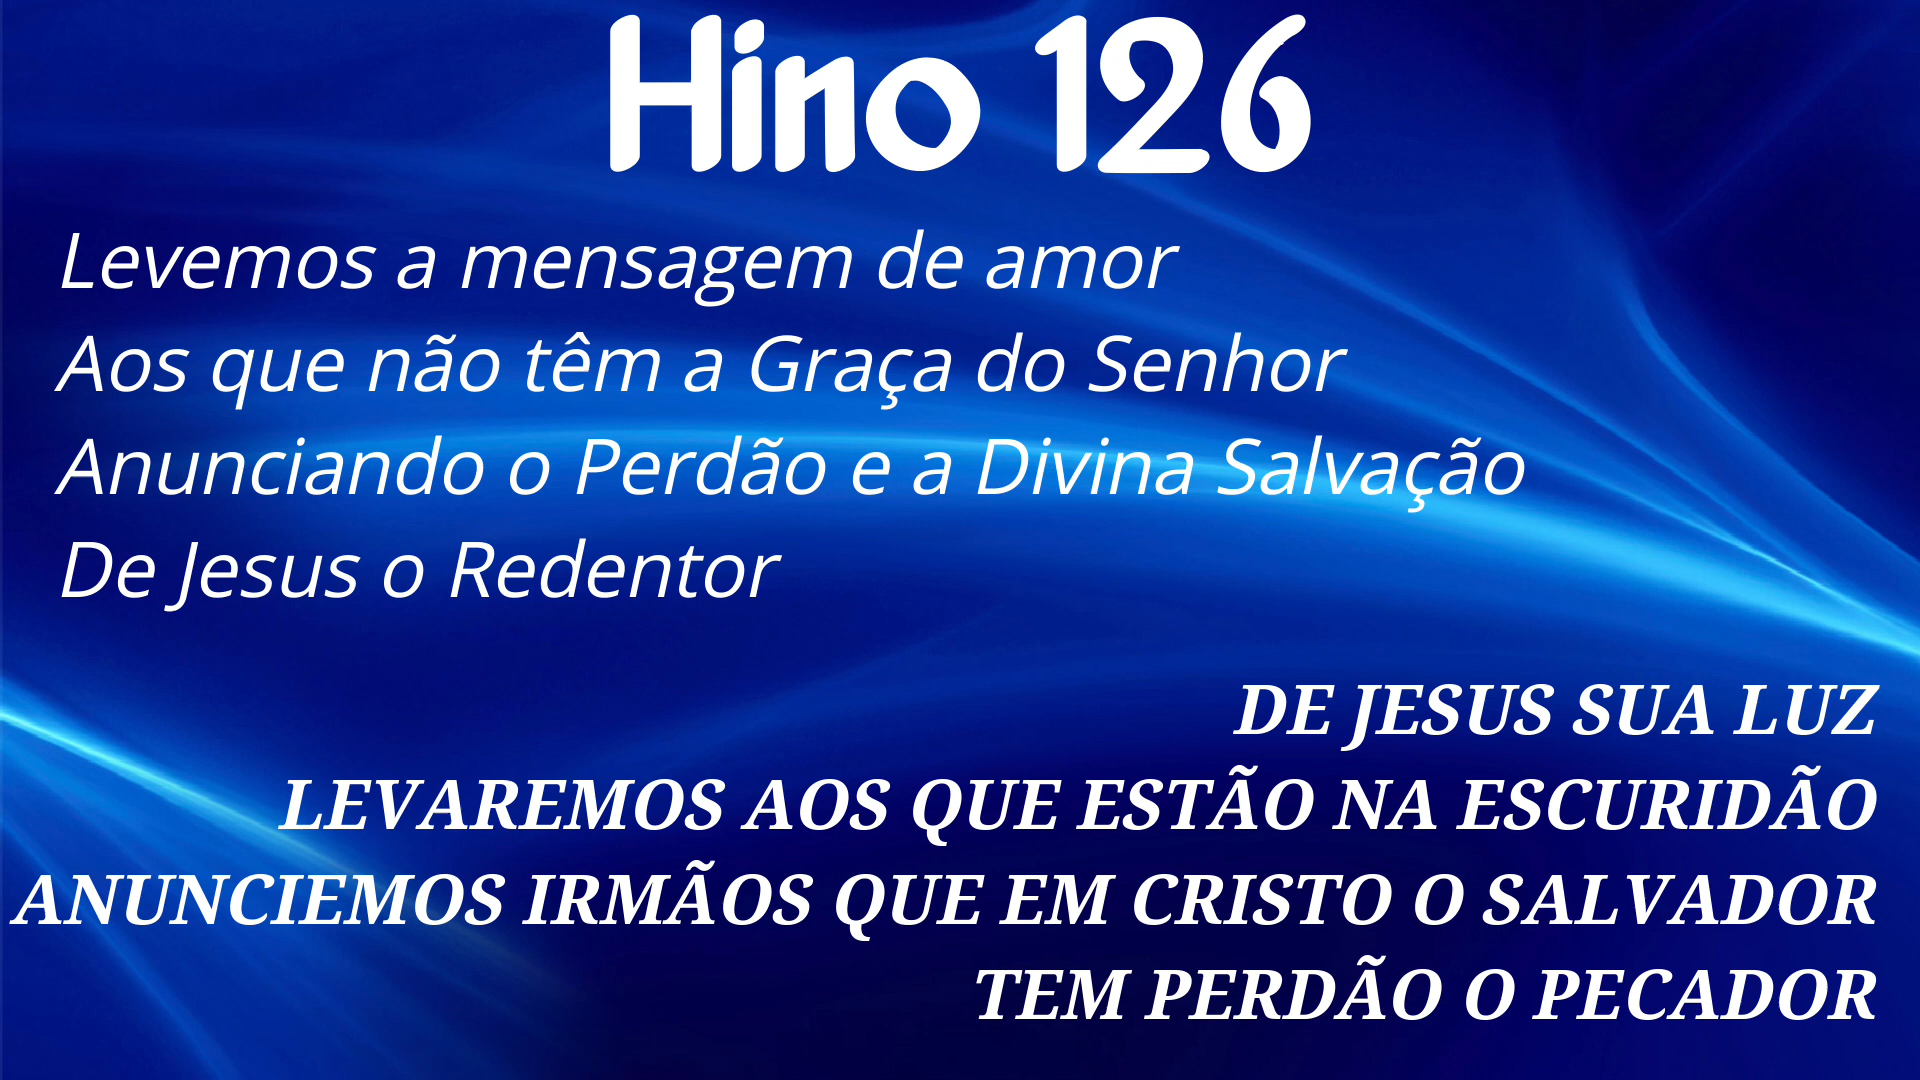 Hino 126
Levemos a mensagem de amor
Aos que não têm a Graça do Senhor
Anunciando o Perdão e a Divina Salvação
De Jesus o Redentor
DE JESUS SUA LUZ
LEVAREMOS AOS QUE ESTÃO NA ESCURIDÃO
ANUNCIEMOS IRMÃOS QUE EM CRISTO O SALVADOR
TEM PERDÃO O PECADOR